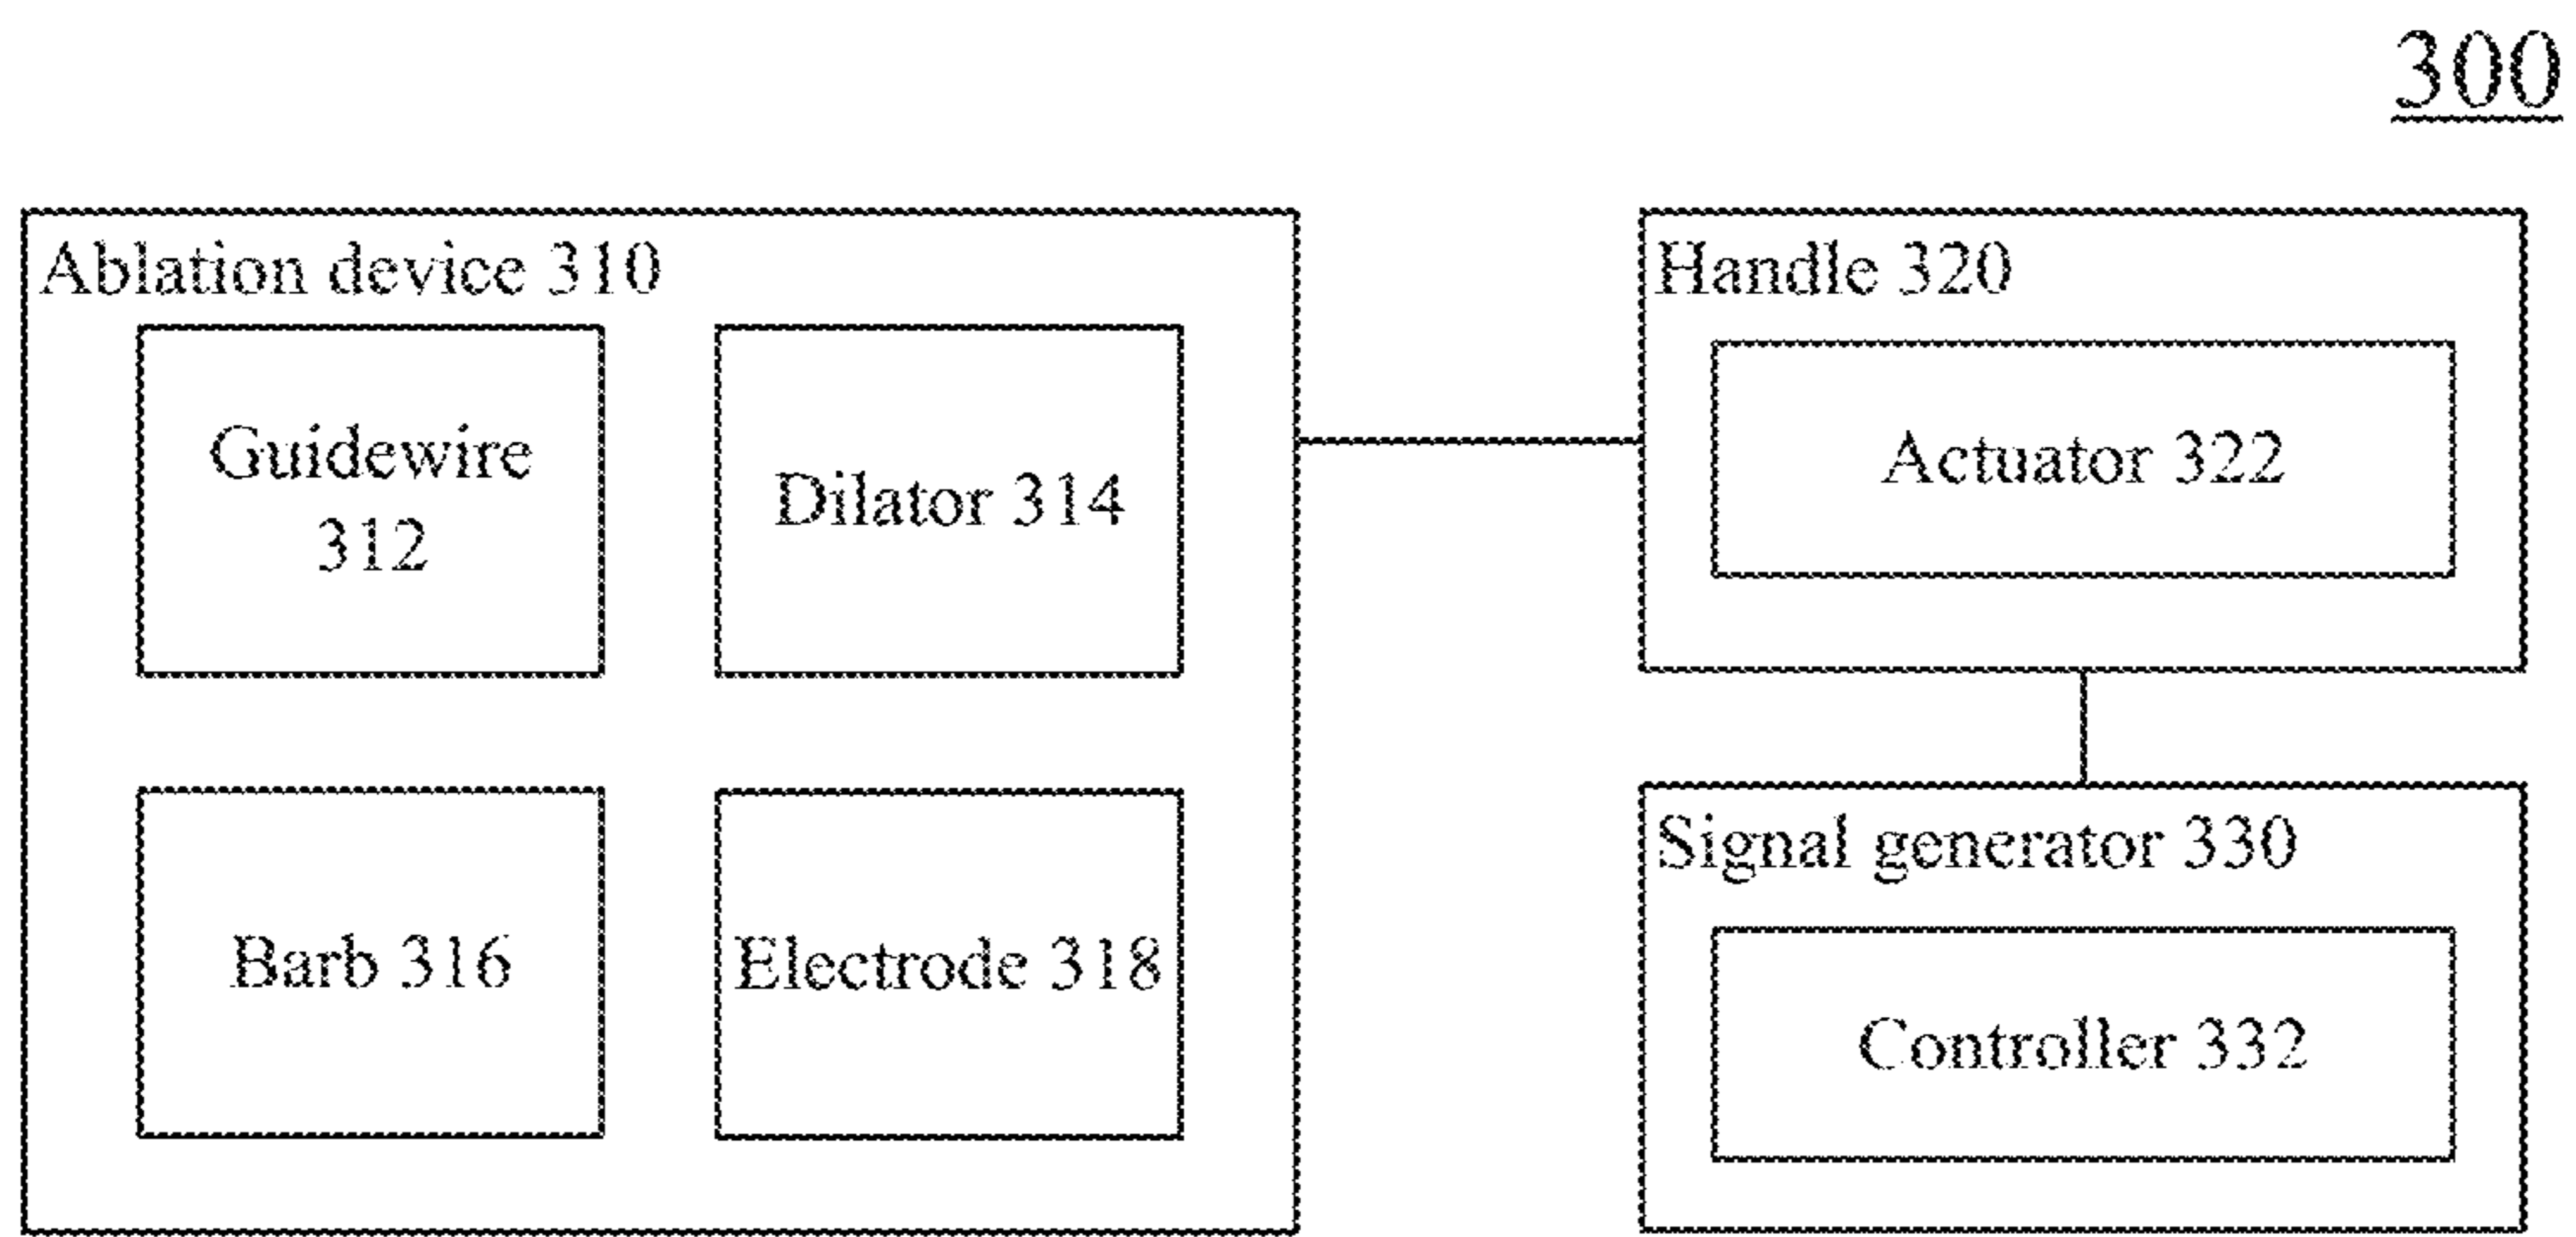 300
Ablation device 310
Guidewire
312
Dilator 314
Barb 316
Electrode 318
Handle 320
Actuator 322
Signal generator 330
Controller 332